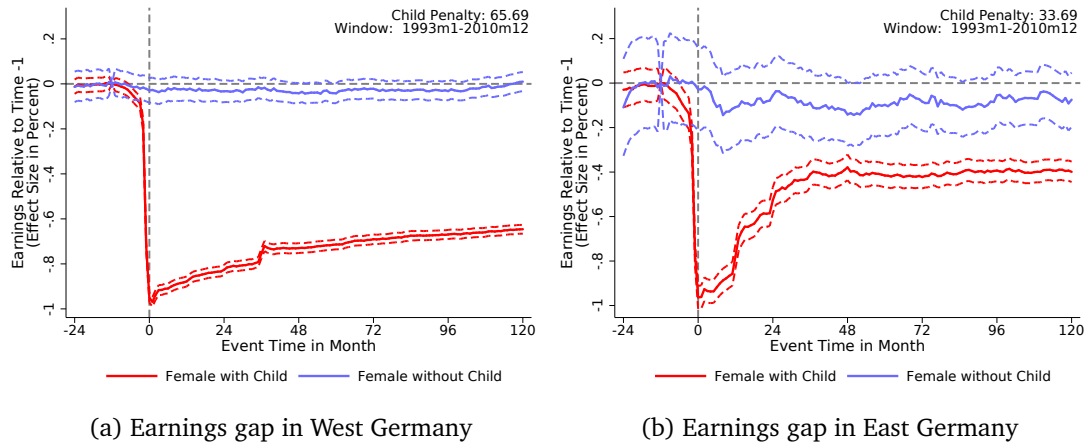 Child Penalty: 65.69
Window: 1993m1-2010m12
Earnings Relative to Time -1
(Effect Size in Percent)
.2
0
-.2
-.4
-.6
-.8
-1
-24 0 24 48 72 96 120
Event Time in Month
Female with Child Female without Child
(a) Earnings gap in West Germany
Child Penalty: 33.69
Window: 1993m1-2010m12
Earnings Relative to Time -1
(Effect Size in Percent)
.2
0
-.2
-.4
-.6
-.8
-1
-24 0 24 48 72 96 120
Event Time in Month
Female with Child Female without Child
(b) Earnings gap in East Germany